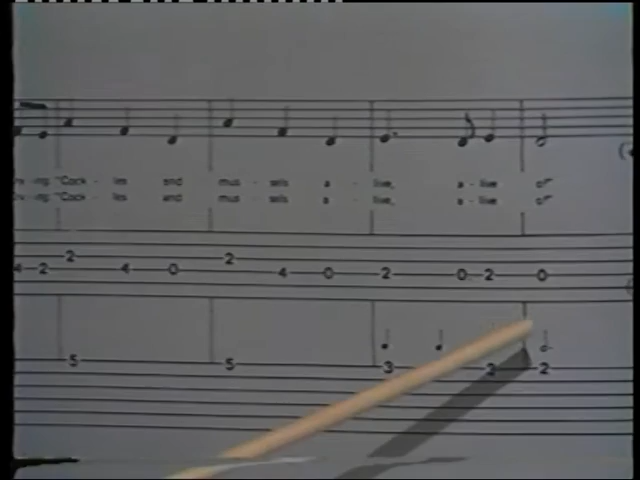 ing "Cock - les and mus - sels a - live, a - live o!"
ing "Cock - les and mus - sels a - live, a - live o!"
4 2 2 4 0 2 4 0 2 0 2 0
5 5 3 2 2